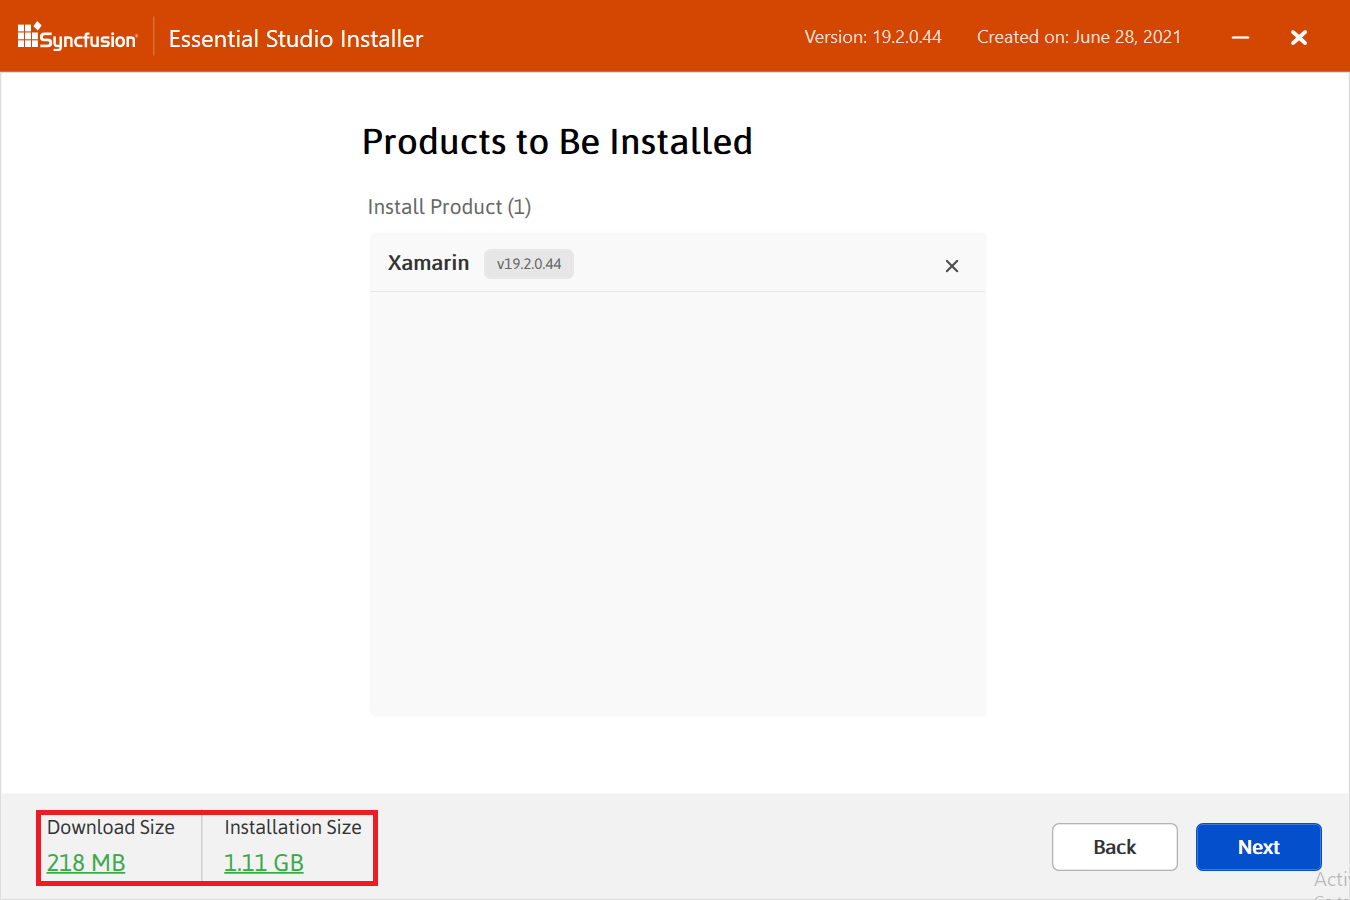 Syncfusion
Essential Studio Installer
Version: 19.2.0.44
Created on: June 28, 2021
Products to Be Installed
Install Product (1)
Xamarin v19.2.0.44
Download Size
218 MB
Installation Size
1.11 GB
Back
Next